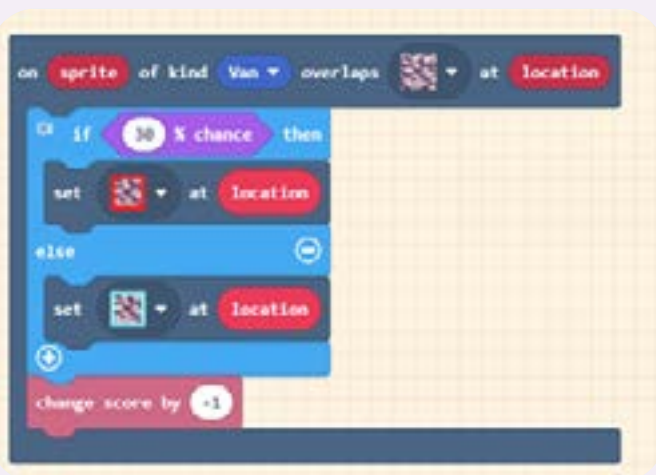 on sprite of kind Van overlaps at location
if % chance then
set at location
else
set at location
change score by -1